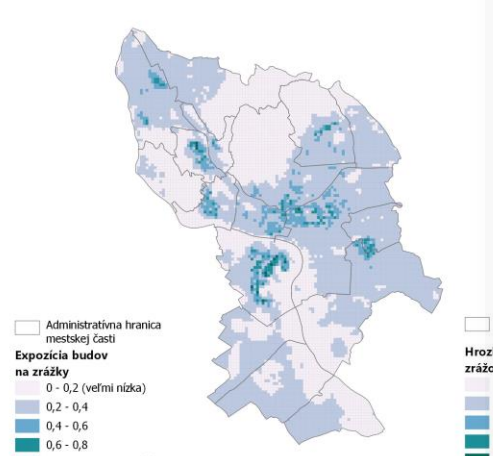 Administratívna hranica
mestskej časti
Expozícia budov
na zrážky
0 - 0,2 (veľmi nízka)
0,2 - 0,4
0,4 - 0,6
0,6 - 0,8